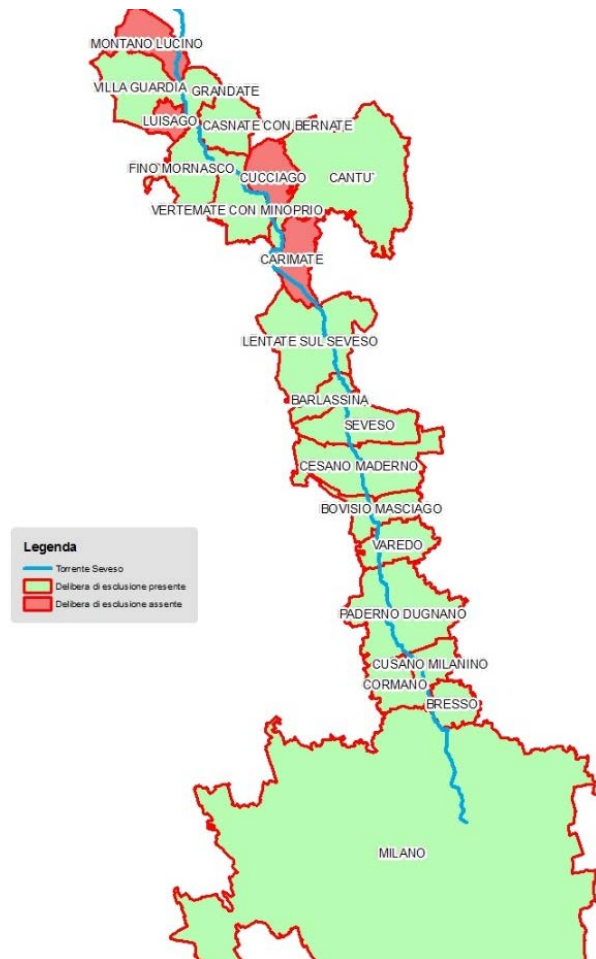 MONTANO LUCINO
VILLA GUARDIA
GRANDATE
LUISAGO
CASNATE CON BERNATE
FINO MORNASCO
CUCCIAGO
CANTU'
VERTEMATE CON MINOPRIO
CARIMATE
LENTATE SUL SEVESO
BARLASSINA
SEVESO
CESANO MADERNO
BOVISIO MASCIAGO
VAREDO
PADERNO DUGNANO
CUSANO MILANINO
CORMANO
BRESSO
MILANO
Legenda
Torrente Seveso
Delibera di esclusione presente
Delibera di esclusione assente